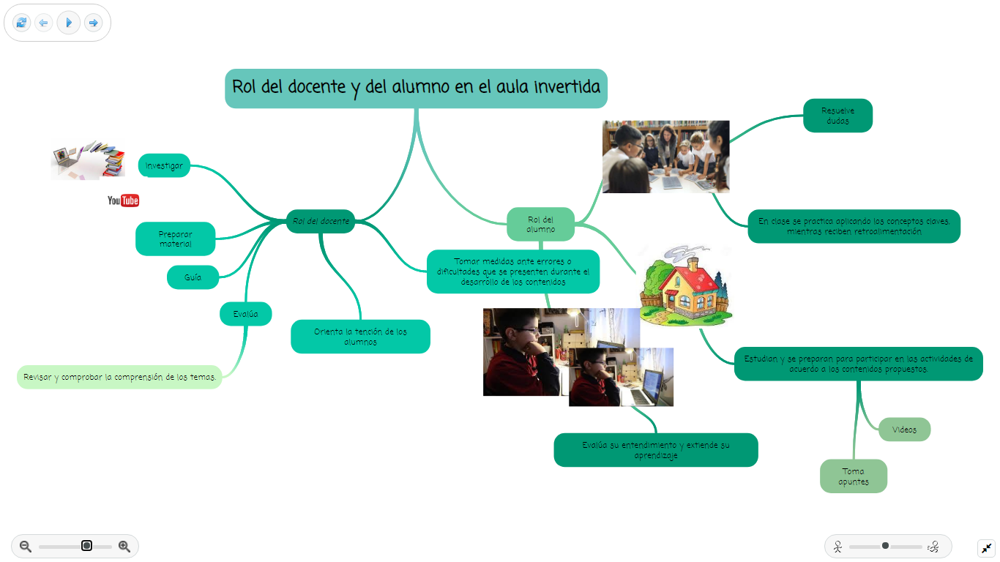 Rol del docente y del alumno en el aula invertida
Investigar
YouTube
Preparar
material
Guía
Evalúa
Revisar y comprobar la comprensión de los temas.
Rol del docente
Orienta la tención de los
alumnos
Tomar medidas ante errores o
dificultades que se presenten durante el
desarrollo de los contenidos
Rol del
alumno
Resuelve
dudas
En clase se practica aplicando los conceptos claves,
mientras reciben retroalimentación
Estudian y se preparan para participar en las actividades de
acuerdo a los contenidos propuestos.
Videos
Toma
apuntes
Evalúa su entendimiento y extiende su
aprendizaje